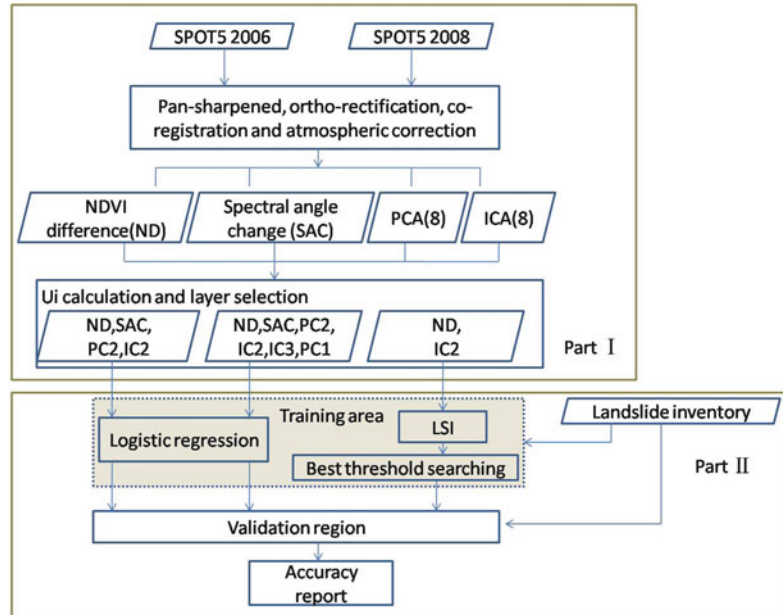 SPOT5 2006
SPOT5 2008
Pan-sharpened, ortho-rectification, co-
registration and atmospheric correction
NDVI
difference(ND)
Spectral angle
change (SAC)
PCA(8)
ICA(8)
Ui calculation and layer selection
ND,SAC,
PC2,IC2
ND,SAC,PC2,
IC2,IC3,PC1
ND,
IC2
Part Ⅰ
Training area
Landslide inventory
Logistic regression
LSI
Best threshold searching
Part Ⅱ
Validation region
Accuracy
report